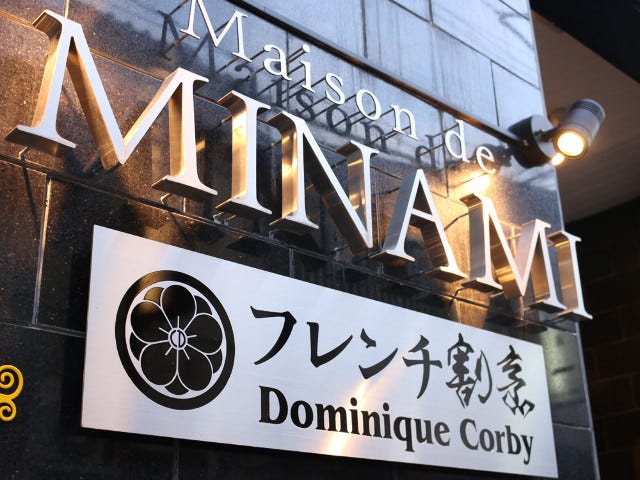 Maison de
MINAMI
フレンチ割烹
Dominique Corby